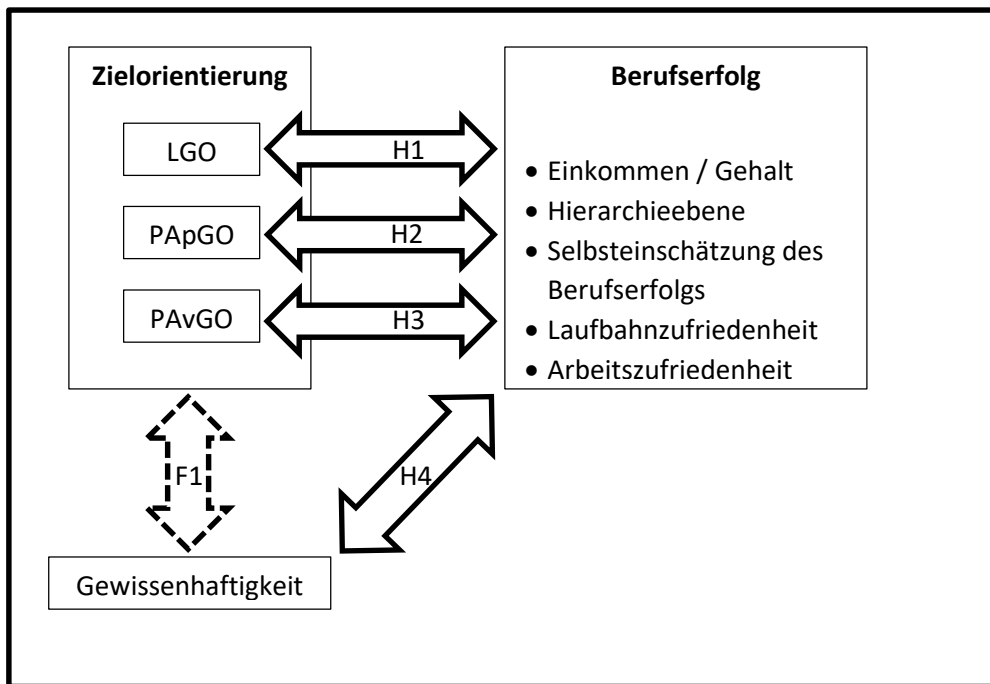 Zielorientierung
LGO
PApGO
PAvGO
H1
H2
H3
Berufserfolg
• Einkommen / Gehalt
• Hierarchieebene
• Selbsteinschätzung des
Berufserfolgs
• Laufbahnzufriedenheit
• Arbeitszufriedenheit
F1
H4
Gewissenhaftigkeit